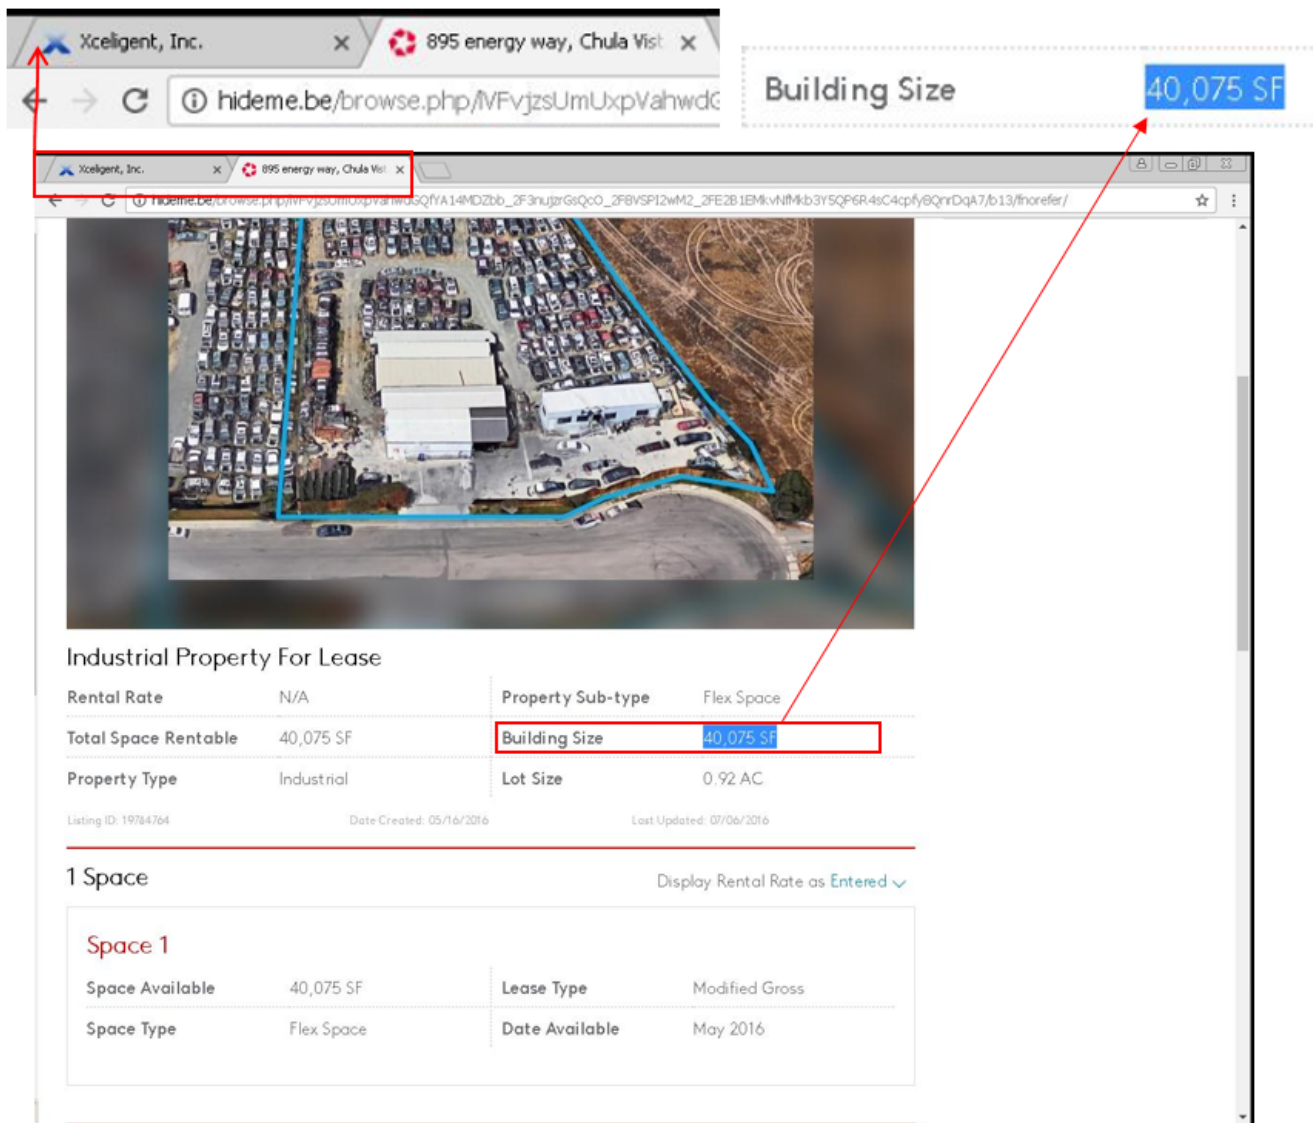 Xceligent, Inc.
895 energy way, Chula Vist
hideme.be/browse.php/
Building Size 40,075 SF
Xceligent, Inc.
895 energy way, Chula Vist
hideme.be/browse.php/
Industrial Property For Lease
Rental Rate N/A Property Sub-type Flex Space
Total Space Rentable 40,075 SF Building Size 40,075 SF
Property Type Industrial Lot Size 0.92 AC
Listing ID: 19784764 Date Created: 05/16/2016 Last Updated: 07/06/2016
1 Space Display Rental Rate as Entered
Space 1
Space Available 40,075 SF Lease Type Modified Gross
Space Type Flex Space Date Available May 2016